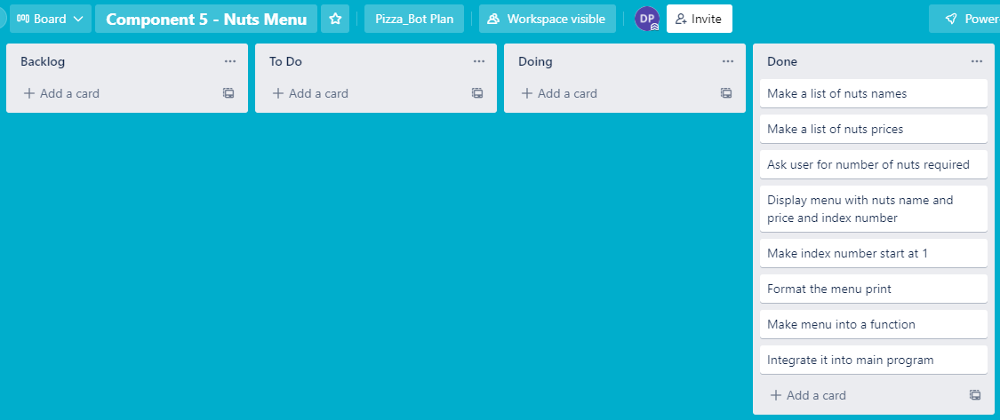 Board
Component 5 - Nuts Menu
Pizza_Bot Plan
Workspace visible
DP
Invite
Power-
Backlog
Add a card
To Do
Add a card
Doing
Add a card
Done
Make a list of nuts names
Make a list of nuts prices
Ask user for number of nuts required
Display menu with nuts name and
price and index number
Make index number start at 1
Format the menu print
Make menu into a function
Integrate it into main program
Add a card